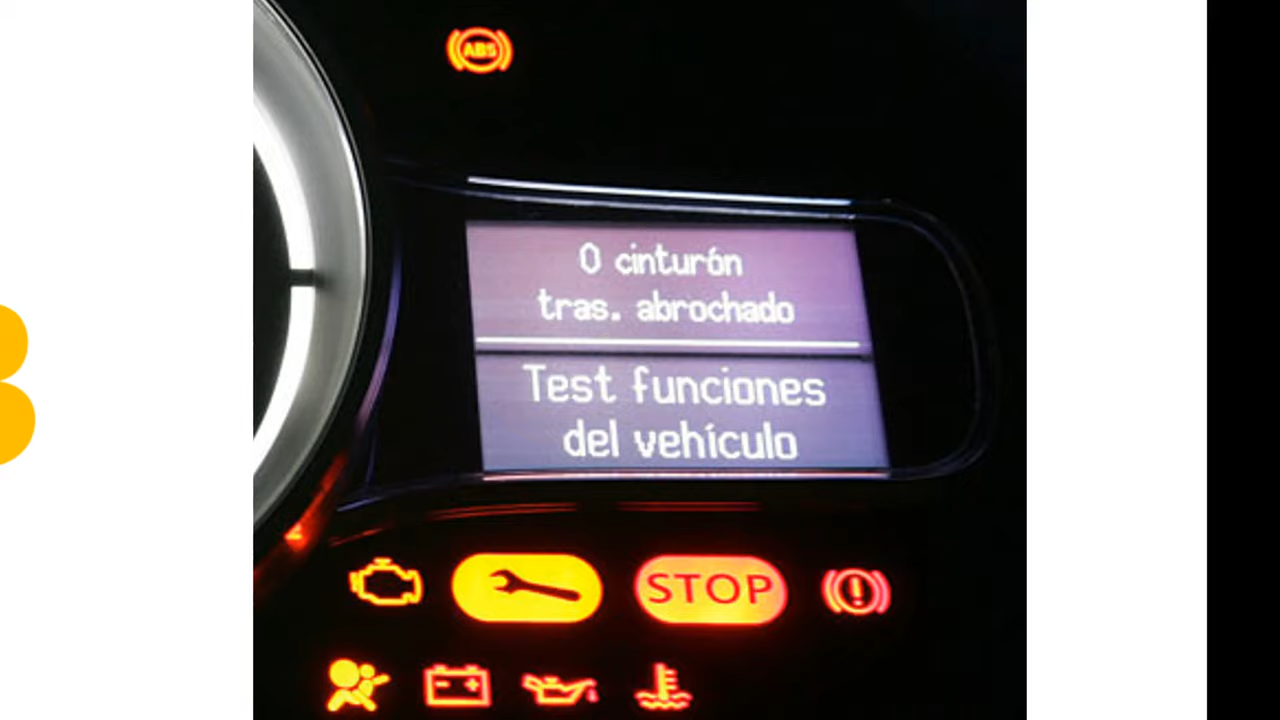 ABS
0 cinturón
tras. abrochado
Test funciones
del vehículo
STOP